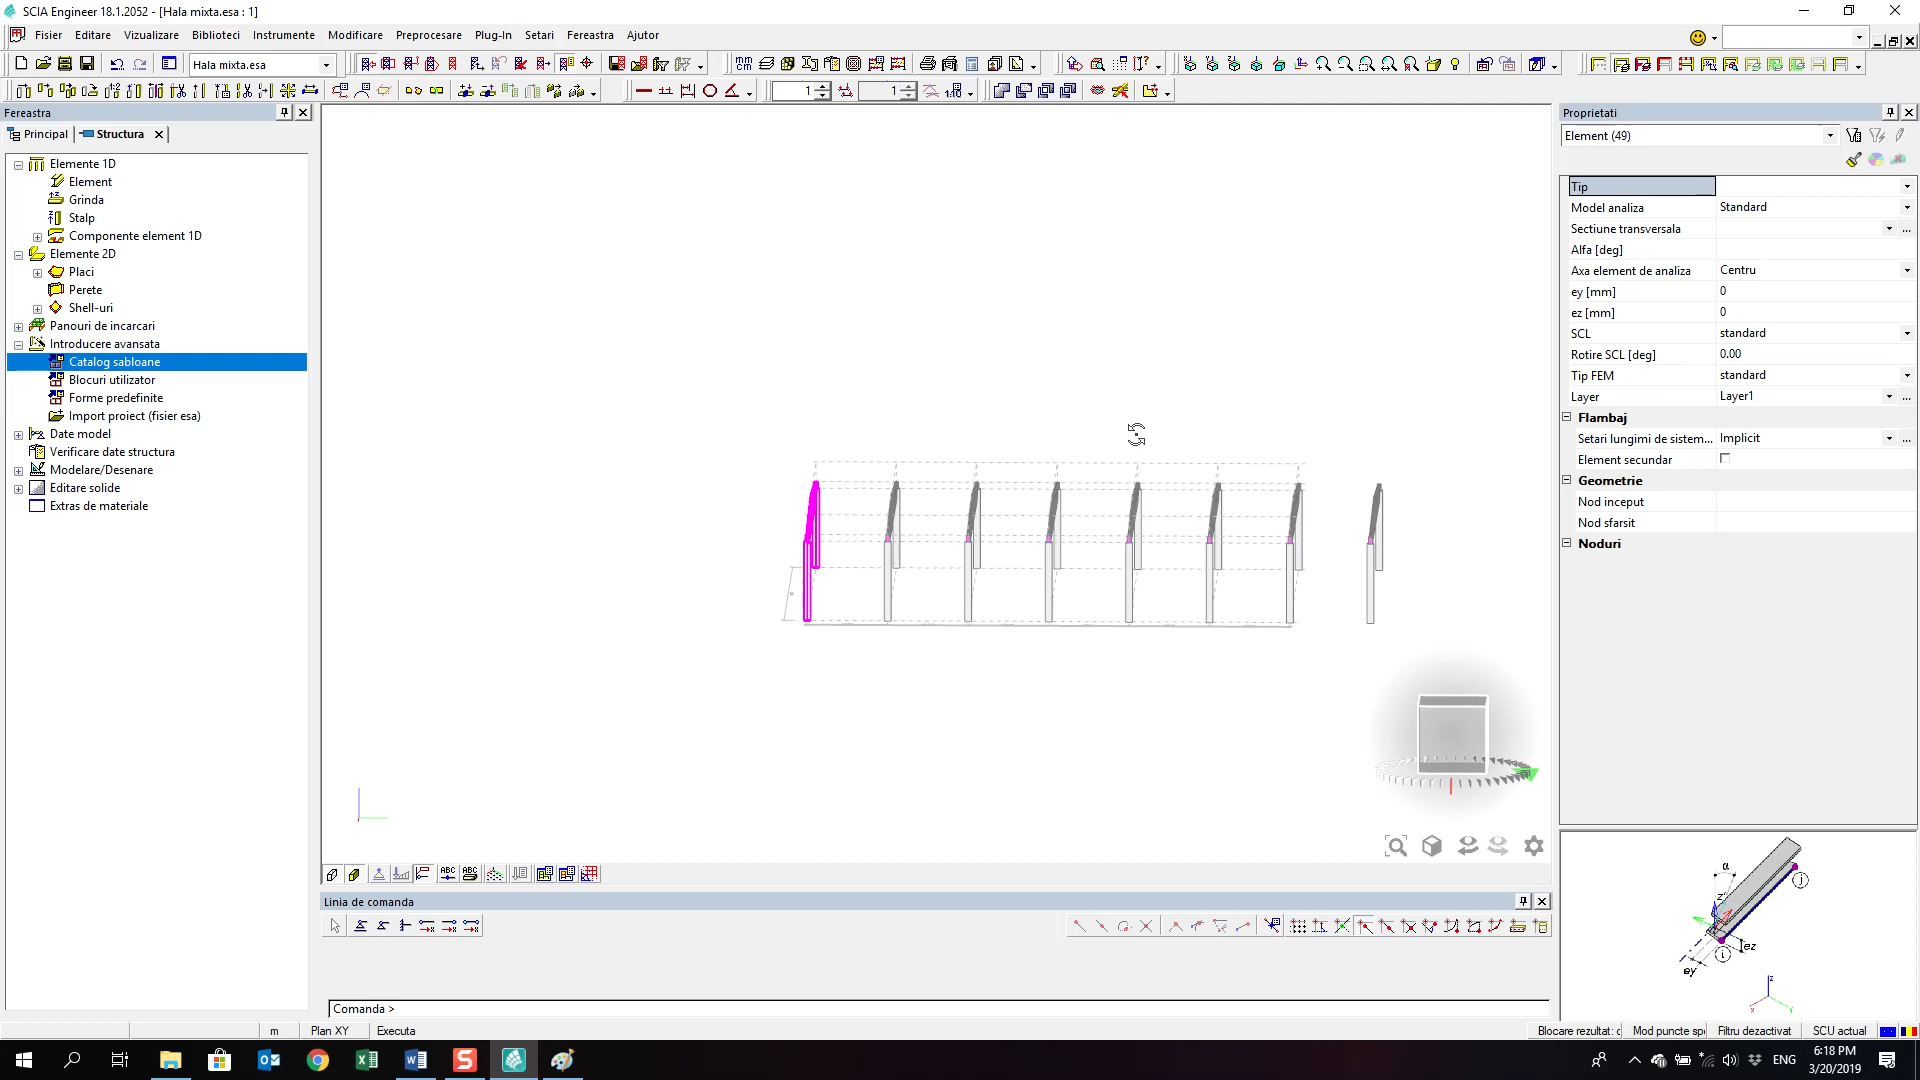 SCIA Engineer 18.1.2052 - [Hala mixta.esa : 1]
Fisier Editare Vizualizare Biblioteci Instrumente Modificare Preprocesare Plug-In Setari Fereastra Ajutor
Hala mixta.esa
1 1
Fereastra
Principal Structura
Elemente 1D
Element
Grinda
Stalp
Componente element 1D
Elemente 2D
Placi
Perete
Shell-uri
Panouri de incarcari
Introducere avansata
Catalog sabloane
Blocuri utilizator
Forme predefinite
Import proiect (fisier esa)
Date model
Verificare date structura
Modelare/Desenare
Editare solide
Extras de materiale
Proprietati
Element (49)
Tip
Model analiza Standard
Sectiune transversala ...
Alfa [deg]
Axa element de analiza Centru
ey [mm] 0
ez [mm] 0
SCL standard
Rotire SCL [deg] 0.00
Tip FEM standard
Layer Layer1 ...
Flambaj
Setari lungimi de sistem... Implicit ...
Element secundar
Geometrie
Nod inceput
Nod sfarsit
Noduri
α
z
j
i
ez
ey
z
x
Y
ABC ABC
Linia de comanda
Comanda >
m Plan XY Executa
Blocare rezultat: c Mod puncte sp Filtru dezactivat SCU actual
ENG
6:18 PM
3/20/2019